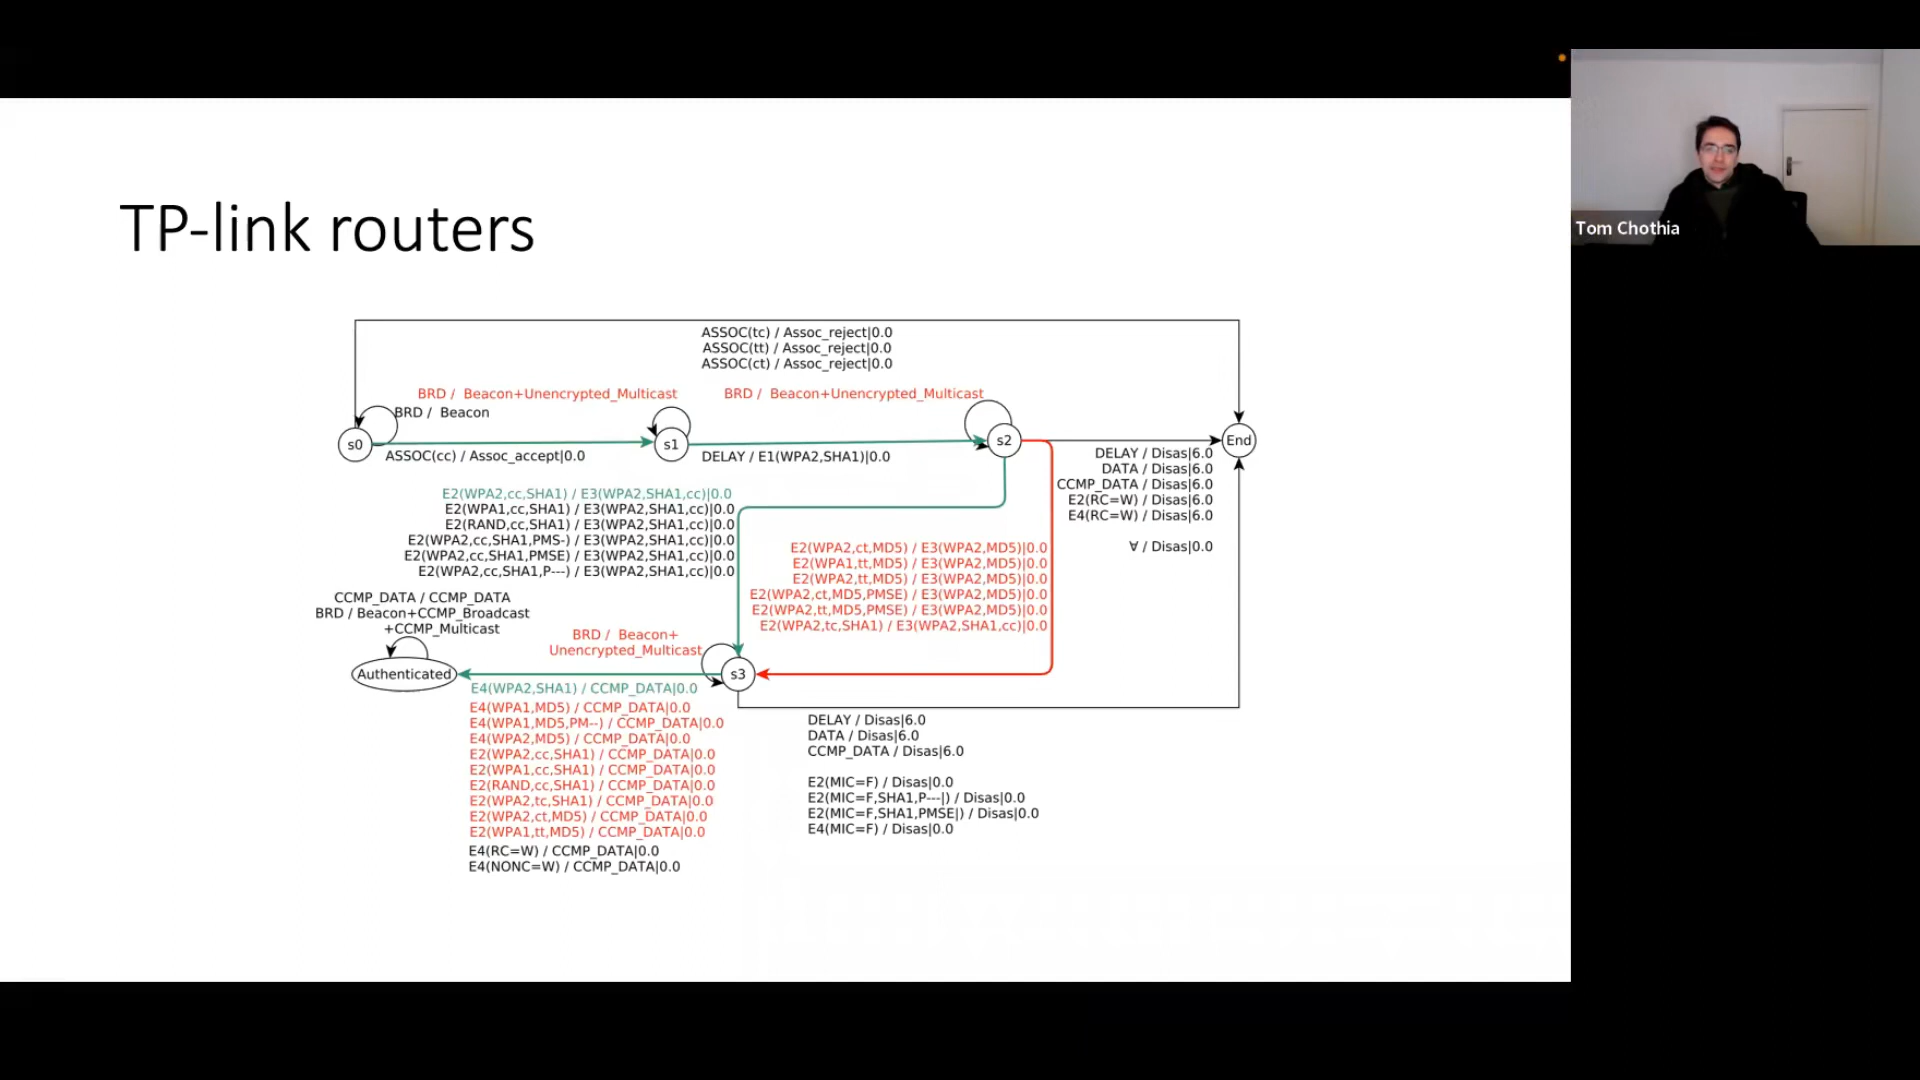 TP-link routers
Tom Chothia
ASSOC(tc) / Assoc_reject|0.0
ASSOC(tt) / Assoc_reject|0.0
ASSOC(ct) / Assoc_reject|0.0
BRD /  Beacon+Unencrypted_Multicast
BRD /  Beacon+Unencrypted_Multicast
BRD /  Beacon
s0
s1
s2
End
ASSOC(cc) / Assoc_accept|0.0
DELAY / E1(WPA2,SHA1)|0.0
DELAY / Disas|6.0
DATA / Disas|6.0
CCMP_DATA / Disas|6.0
E2(RC=W) / Disas|6.0
E4(RC=W) / Disas|6.0
∀ / Disas|0.0
E2(WPA2,cc,SHA1) / E3(WPA2,SHA1,cc)|0.0
E2(WPA1,cc,SHA1) / E3(WPA2,SHA1,cc)|0.0
E2(RAND,cc,SHA1) / E3(WPA2,SHA1,cc)|0.0
E2(WPA2,cc,SHA1,PMS-) / E3(WPA2,SHA1,cc)|0.0
E2(WPA2,cc,SHA1,PMSE) / E3(WPA2,SHA1,cc)|0.0
E2(WPA2,cc,SHA1,P---) / E3(WPA2,SHA1,cc)|0.0
E2(WPA2,ct,MD5) / E3(WPA2,MD5)|0.0
E2(WPA1,tt,MD5) / E3(WPA2,MD5)|0.0
E2(WPA2,tt,MD5) / E3(WPA2,MD5)|0.0
E2(WPA2,ct,MD5,PMSE) / E3(WPA2,MD5)|0.0
E2(WPA2,tt,MD5,PMSE) / E3(WPA2,MD5)|0.0
E2(WPA2,tc,SHA1) / E3(WPA2,SHA1,cc)|0.0
CCMP_DATA / CCMP_DATA
BRD / Beacon+CCMP_Broadcast
+CCMP_Multicast
BRD /  Beacon+
Unencrypted_Multicast
Authenticated
s3
E4(WPA2,SHA1) / CCMP_DATA|0.0
E4(WPA1,MD5) / CCMP_DATA|0.0
E4(WPA1,MD5,PM--) / CCMP_DATA|0.0
E4(WPA2,MD5) / CCMP_DATA|0.0
E2(WPA2,cc,SHA1) / CCMP_DATA|0.0
E2(WPA1,cc,SHA1) / CCMP_DATA|0.0
E2(RAND,cc,SHA1) / CCMP_DATA|0.0
E2(WPA2,tc,SHA1) / CCMP_DATA|0.0
E2(WPA2,ct,MD5) / CCMP_DATA|0.0
E2(WPA1,tt,MD5) / CCMP_DATA|0.0
E4(RC=W) / CCMP_DATA|0.0
E4(NONC=W) / CCMP_DATA|0.0
DELAY / Disas|6.0
DATA / Disas|6.0
CCMP_DATA / Disas|6.0
E2(MIC=F) / Disas|0.0
E2(MIC=F,SHA1,P---|) / Disas|0.0
E2(MIC=F,SHA1,PMSE|) / Disas|0.0
E4(MIC=F) / Disas|0.0